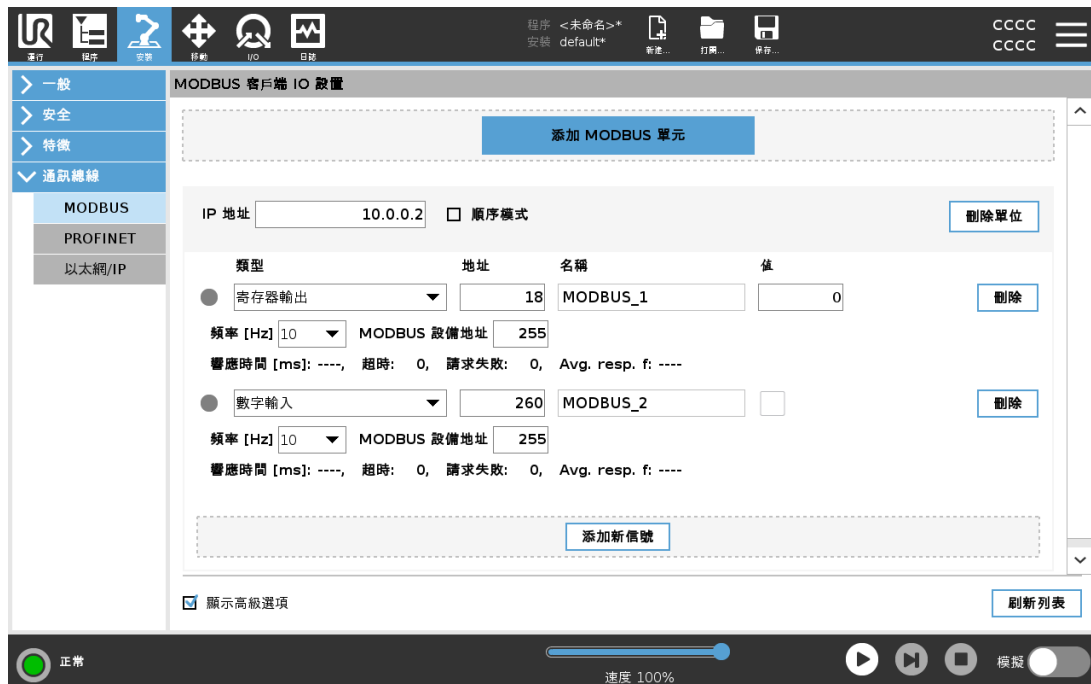 UR
運行 程序 安裝 移動 I/O 日誌
程序 <未命名>*
安裝 default*
新建... 打開... 保存...
CCCC
CCCC
一般
安全
特徵
通訊總線
MODBUS
PROFINET
以太網/IP
MODBUS 客戶端 IO 設置
添加 MODBUS 單元
IP 地址 10.0.0.2 順序模式 刪除單位
類型 地址 名稱 值
寄存器輸出 18 MODBUS_1 0 刪除
頻率 [Hz] 10 MODBUS 設備地址 255
響應時間 [ms]: ----, 超時: 0, 請求失敗: 0, Avg. resp. f: ----
數字輸入 260 MODBUS_2 刪除
頻率 [Hz] 10 MODBUS 設備地址 255
響應時間 [ms]: ----, 超時: 0, 請求失敗: 0, Avg. resp. f: ----
添加新信號
顯示高級選項 刷新列表
正常 速度 100% 模擬